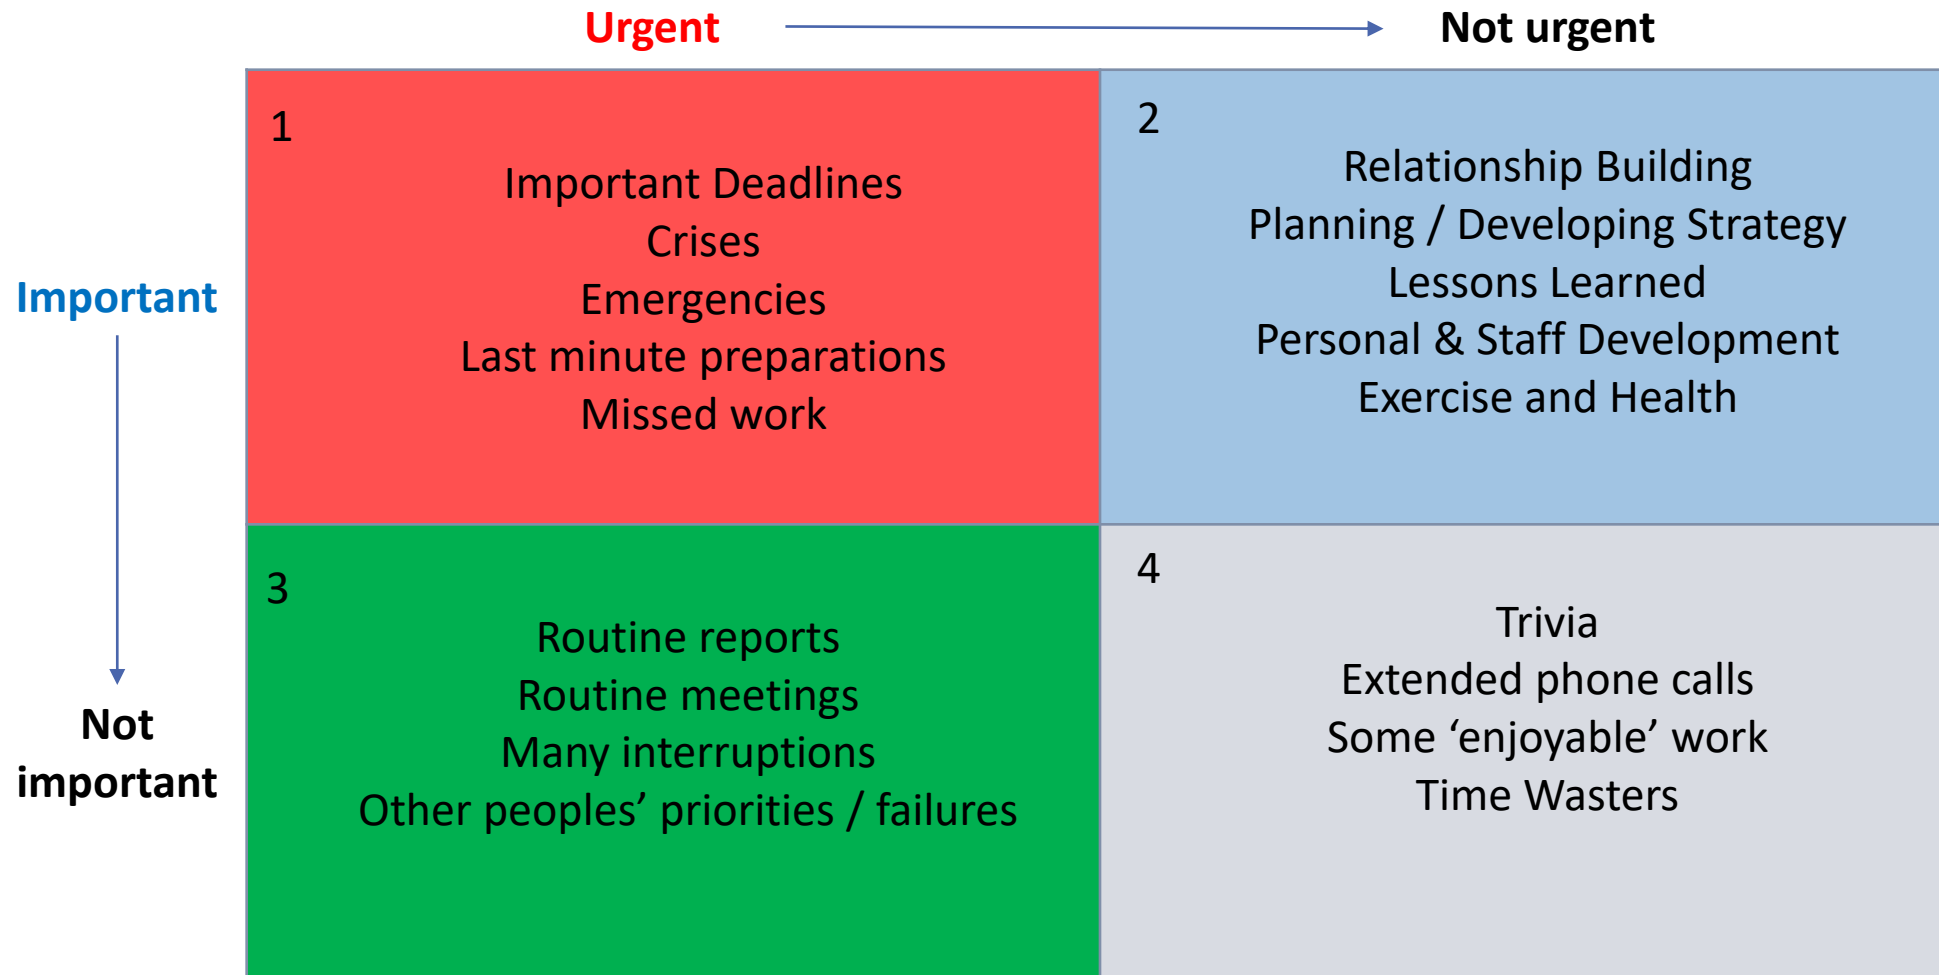 Urgent
Not urgent
Important
Not
important
1
Important Deadlines
Crises
Emergencies
Last minute preparations
Missed work
2
Relationship Building
Planning / Developing Strategy
Lessons Learned
Personal & Staff Development
Exercise and Health
3
Routine reports
Routine meetings
Many interruptions
Other peoples’ priorities / failures
4
Trivia
Extended phone calls
Some ‘enjoyable’ work
Time Wasters